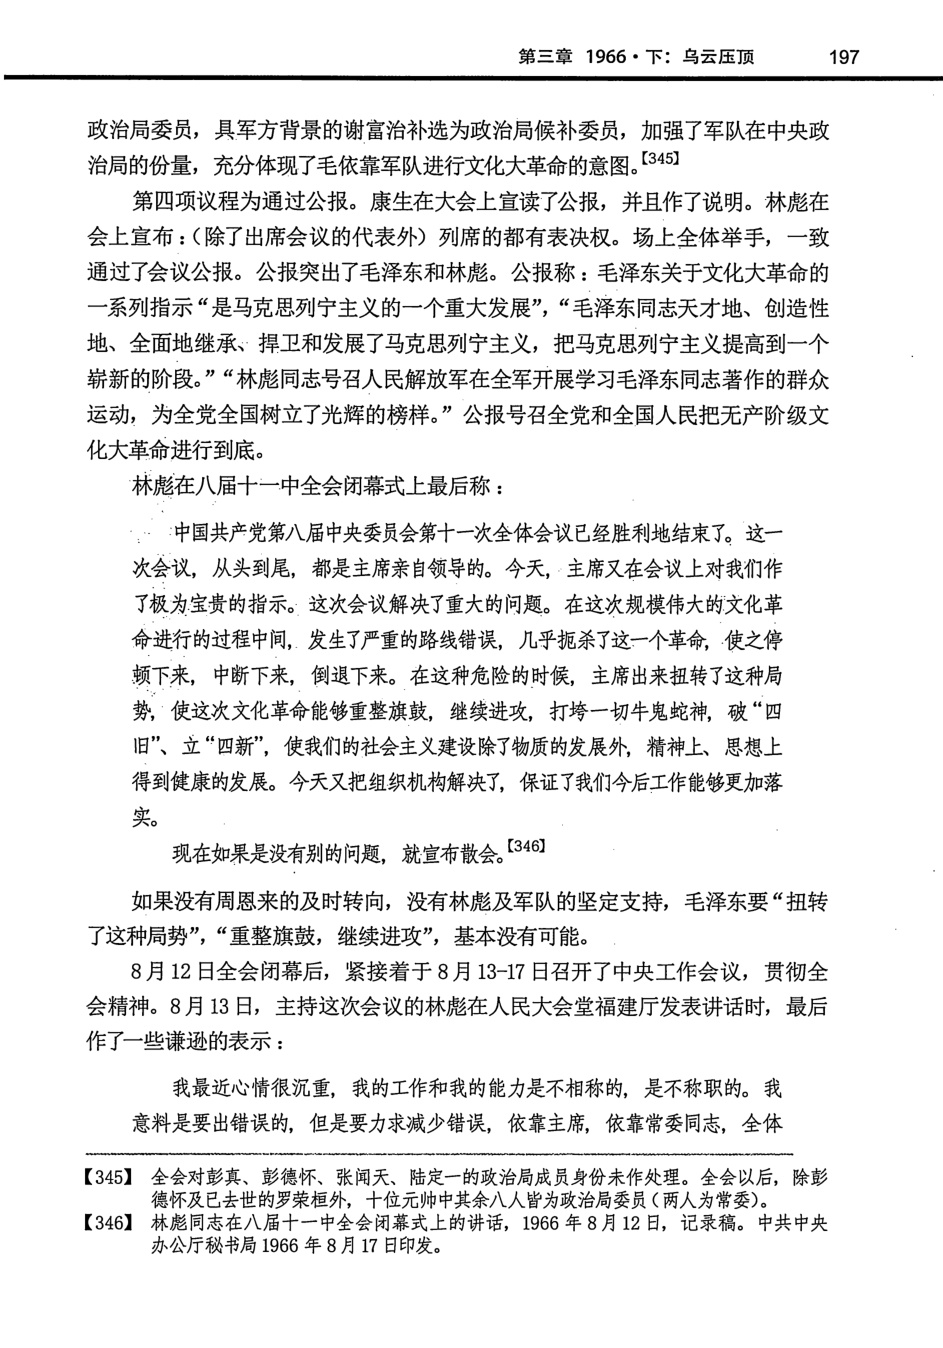 第三章 1966·下：乌云压顶 197
政治局委员，具军方背景的谢富治补选为政治局候补委员，加强了军队在中央政
治局的份量，充分体现了毛依靠军队进行文化大革命的意图。【345】
第四项议程为通过公报。康生在大会上宣读了公报，并且作了说明。林彪在
会上宣布：（除了出席会议的代表外）列席的都有表决权。场上全体举手，一致
通过了会议公报。公报突出了毛泽东和林彪。公报称：毛泽东关于文化大革命的
一系列指示“是马克思列宁主义的一个重大发展”，“毛泽东同志天才地、创造性
地、全面地继承、捍卫和发展了马克思列宁主义，把马克思列宁主义提高到一个
崭新的阶段。”“林彪同志号召人民解放军在全军开展学习毛泽东同志著作的群众
运动，为全党全国树立了光辉的榜样。”公报号召全党和全国人民把无产阶级文
化大革命进行到底。
林彪在八届十一中全会闭幕式上最后称：
中国共产党第八届中央委员会第十一次全体会议已经胜利地结束了。这一
次会议，从头到尾，都是主席亲自领导的。今天，主席又在会议上对我们作
了极为宝贵的指示。这次会议解决了重大的问题。在这次规模伟大的文化革
命进行的过程中间，发生了严重的路线错误，几乎扼杀了这一个革命，使之停
顿下来，中断下来，倒退下来。在这种危险的时候，主席出来扭转了这种局
势，使这次文化革命能够重整旗鼓，继续进攻，打垮一切牛鬼蛇神，破“四
旧”、立“四新”，使我们的社会主义建设除了物质的发展外，精神上、思想上
得到健康的发展。今天又把组织机构解决了，保证了我们今后工作能够更加落
实。
现在如果是没有别的问题，就宣布散会。【346】
如果没有周恩来的及时转向，没有林彪及军队的坚定支持，毛泽东要“扭转
了这种局势”，“重整旗鼓，继续进攻”，基本没有可能。
8月12日全会闭幕后，紧接着于8月13-17日召开了中央工作会议，贯彻全
会精神。8月13日，主持这次会议的林彪在人民大会堂福建厅发表讲话时，最后
作了一些谦逊的表示：
我最近心情很沉重，我的工作和我的能力是不相称的，是不称职的。我
意料是要出错误的，但是要力求减少错误，依靠主席，依靠常委同志，全体
【345】 全会对彭真、彭德怀、张闻天、陆定一的政治局成员身份未作处理。全会以后，除彭
德怀及已去世的罗荣桓外，十位元帅中其余八人皆为政治局委员（两人为常委）。
【346】 林彪同志在八届十一中全会闭幕式上的讲话，1966年8月12日，记录稿。中共中央
办公厅秘书局1966年8月17日印发。